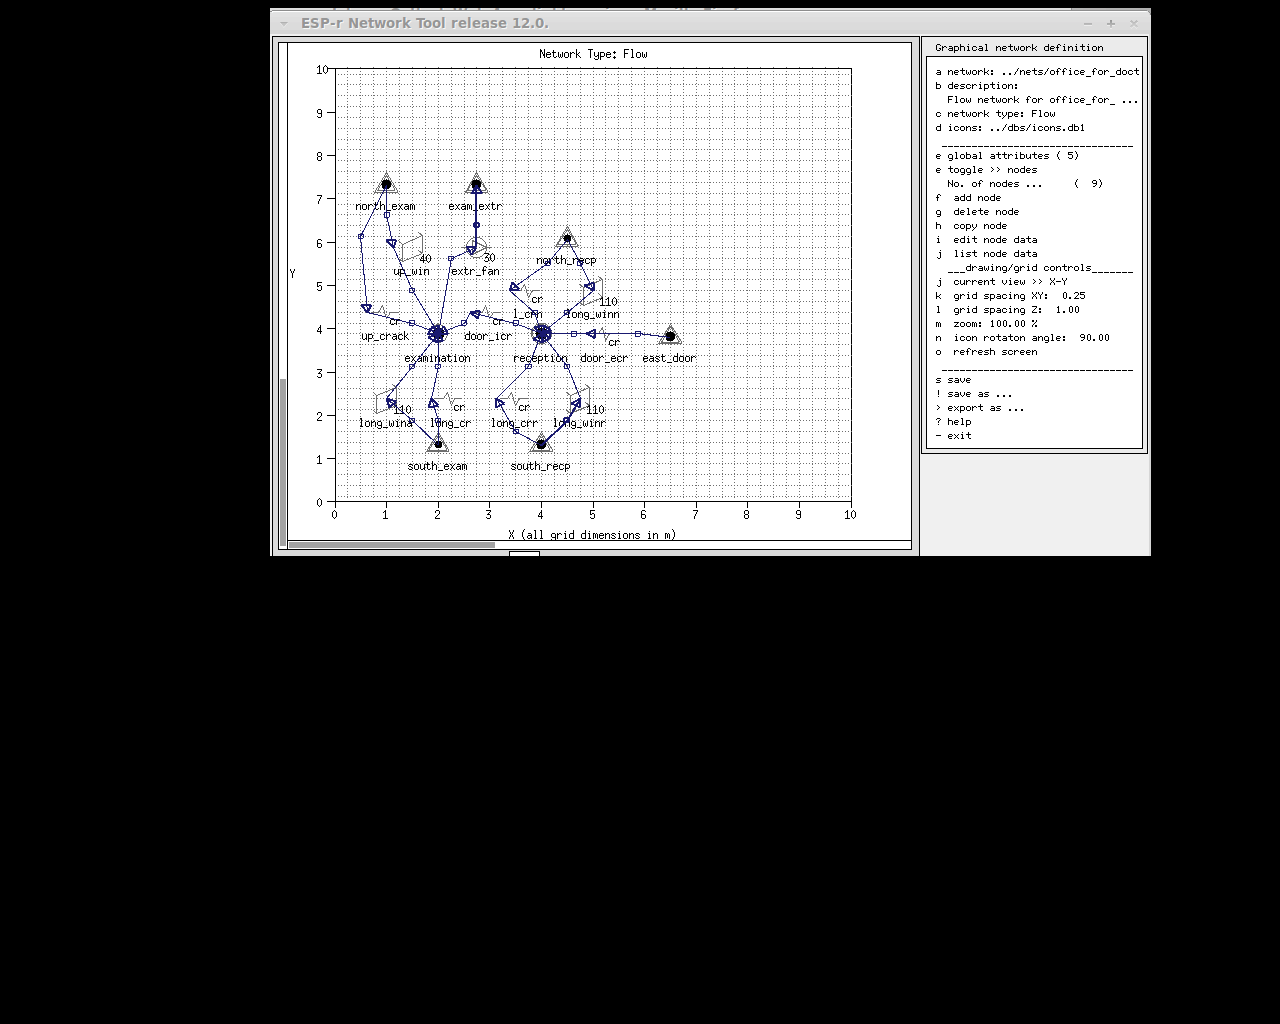 ESP-r Network Tool release 12.0.
Graphical network definition
a network: ../nets/office_for_doct
b description:
Flow network for office_for_ ...
c network type: Flow
d icons: ../dbs/icons.db1
e global attributes ( 5)
e toggle >> nodes
No. of nodes ... ( 9)
f add node
g delete node
h copy node
i edit node data
j list node data
___drawing/grid controls_______
j current view >> X-Y
k grid spacing XY: 0.25
l grid spacing Z: 1.00
m zoom: 100.00 %
n icon rotaton angle: 90.00
o refresh screen
s save
! save as ...
> export as ...
? help
- exit
Network Type: Flow
10
9
8
7
6
5
4
3
2
1
0
Y
north_exam
exam_extr
40
up_win
30
extr_fan
north_recp
cr
l_crn
110
long_winn
cr
up_crack
cr
door_icr
examination
reception
cr
door_ecr
east_door
110
long_wina
cr
long_cr
cr
long_crr
110
long_winr
south_exam
south_recp
0 1 2 3 4 5 6 7 8 9 10
X (all grid dimensions in m)